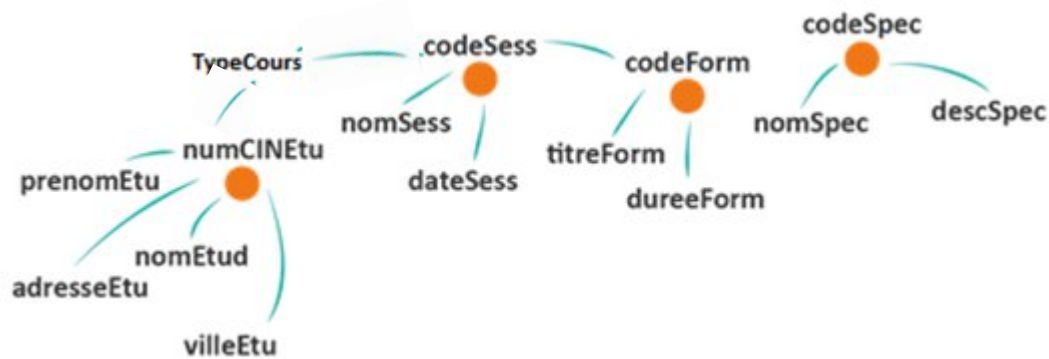 codeSpec
codeSess
TypeCours
codeForm
nomSpec
descSpec
nomSess
numCINEtu
titreForm
prenomEtu
dateSess
dureeForm
nomEtud
adresseEtu
villeEtu